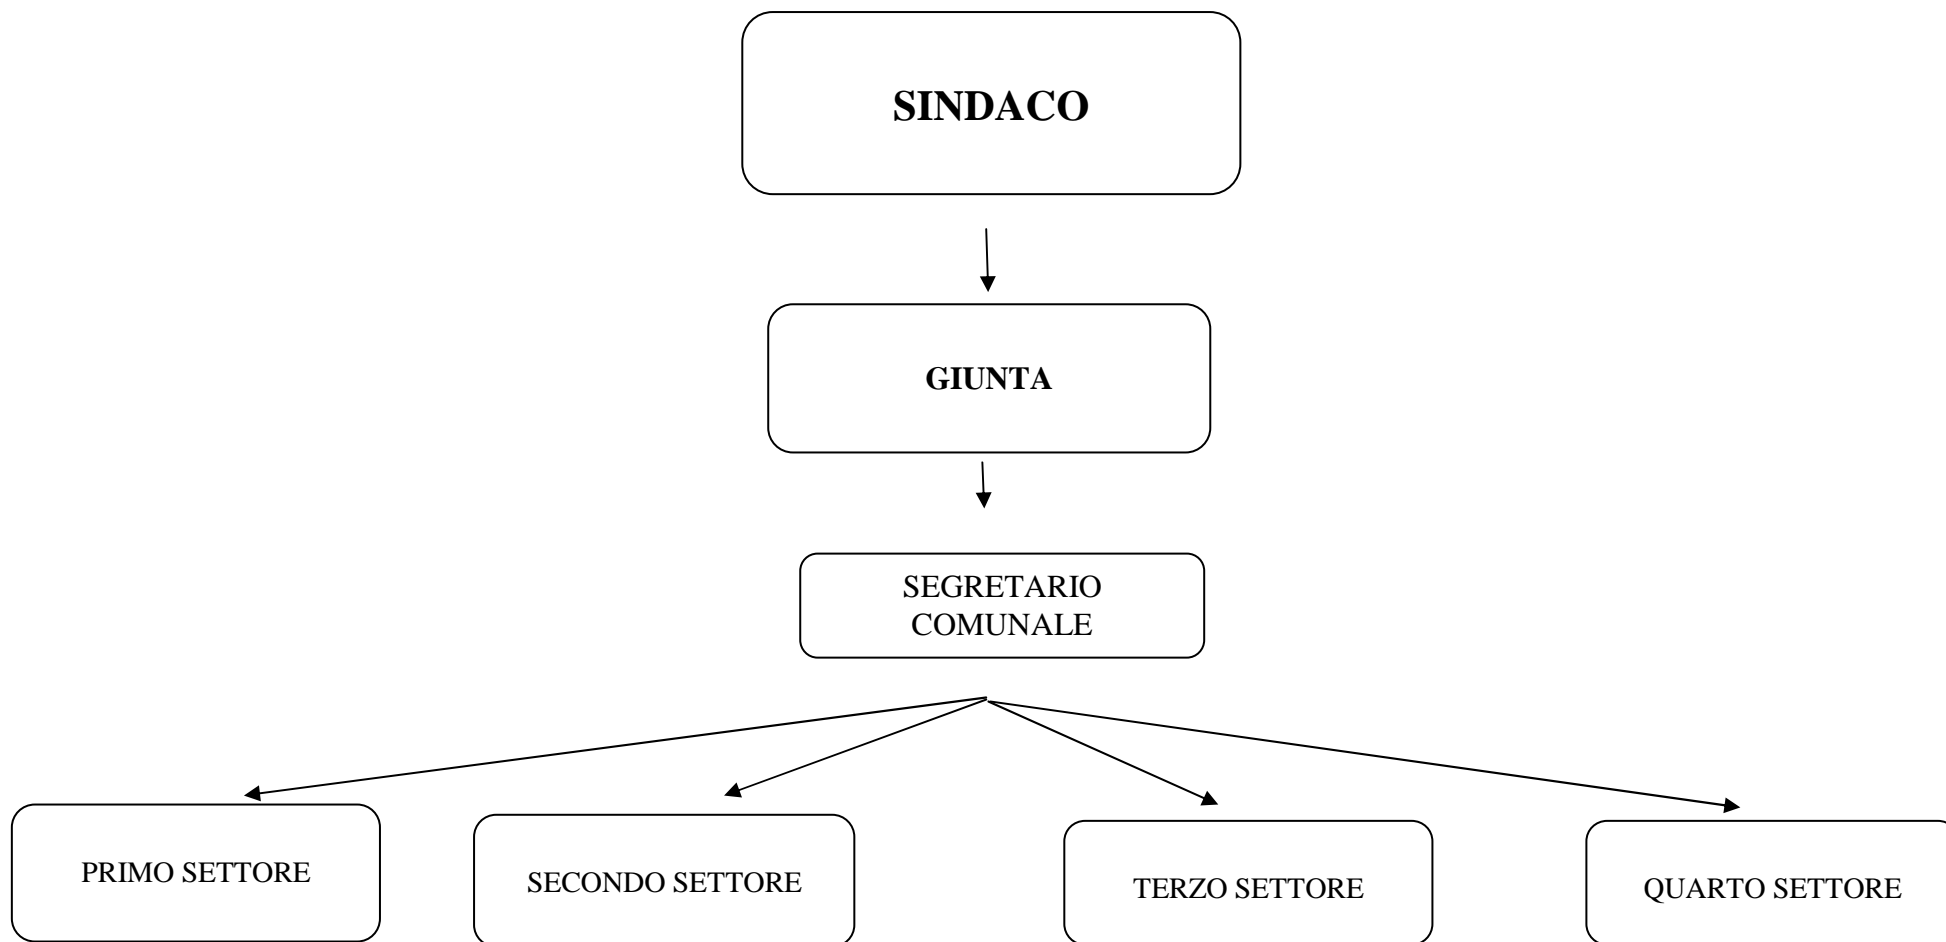 SINDACO
GIUNTA
SEGRETARIO
COMUNALE
PRIMO SETTORE
SECONDO SETTORE
TERZO SETTORE
QUARTO SETTORE